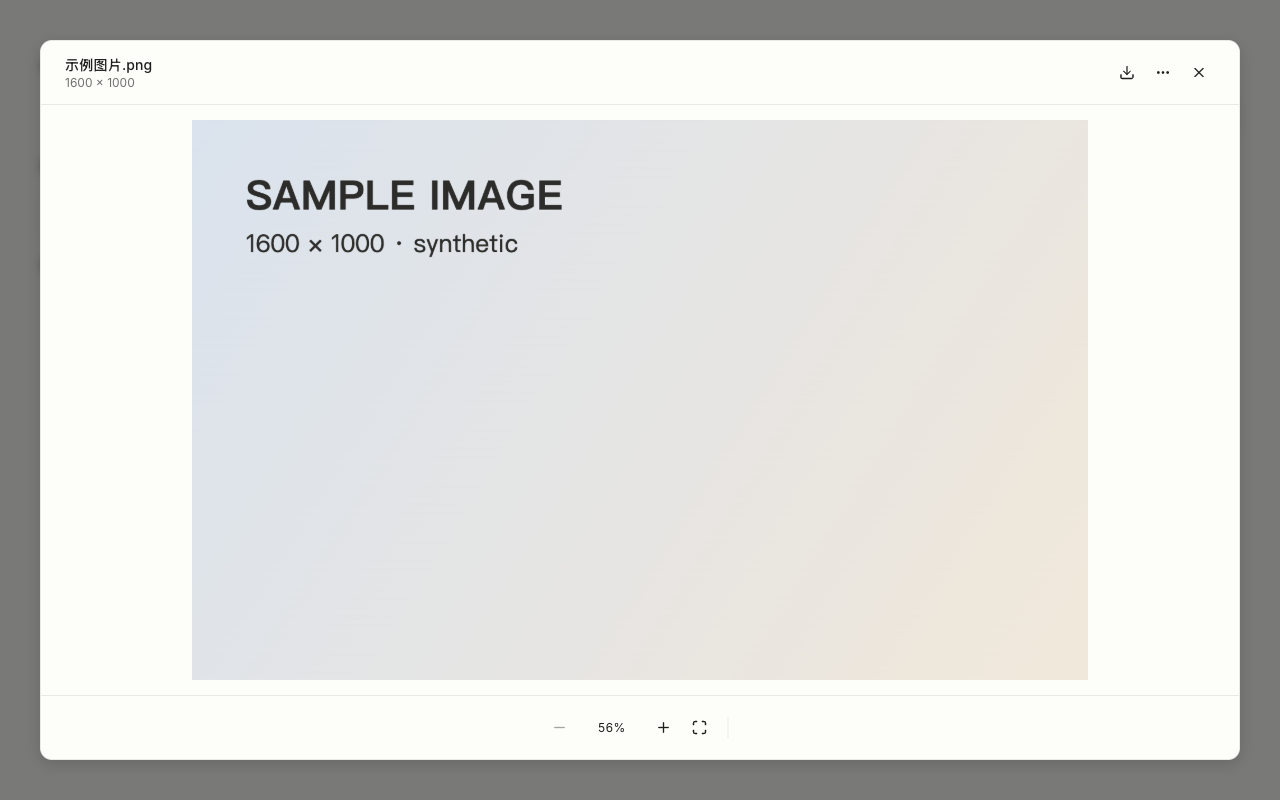 示例图片.png
1600 × 1000
SAMPLE IMAGE
1600 × 1000 · synthetic
56%